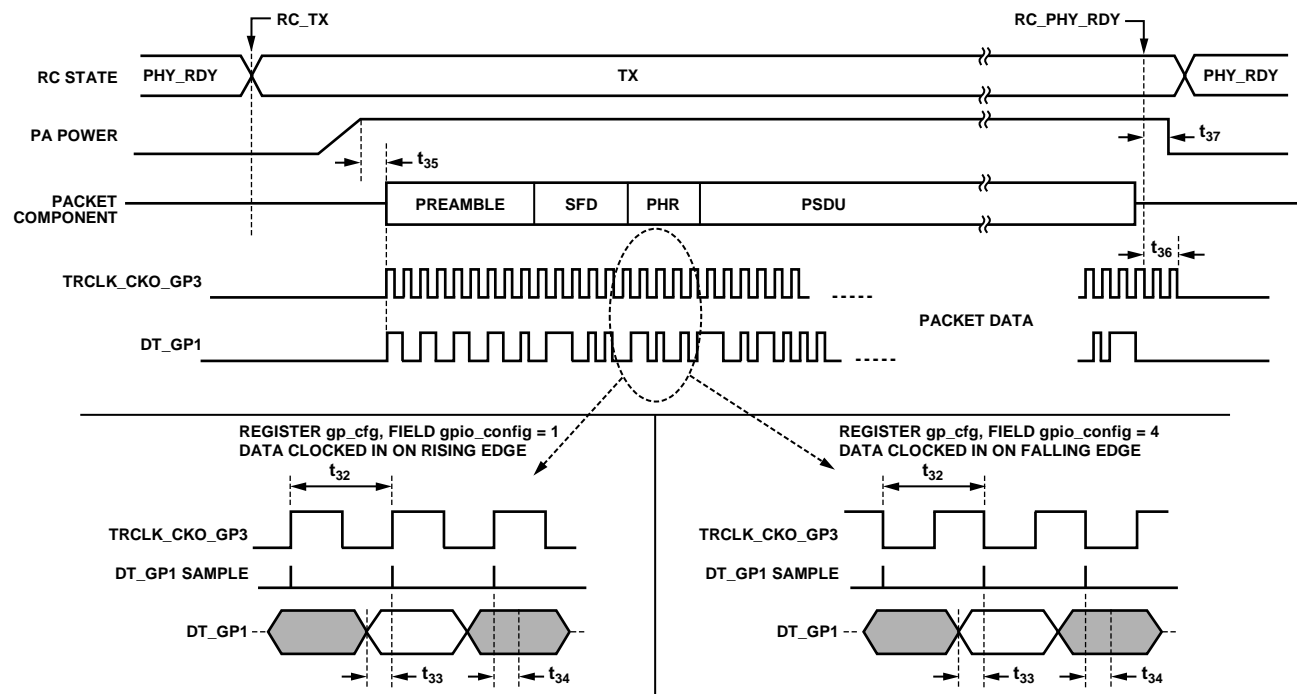 RC_TX
RC_PHY_RDY
RC STATE
PHY_RDY
TX
PHY_RDY
PA POWER
t37
t35
PACKET
COMPONENT
PREAMBLE
SFD
PHR
PSDU
t36
TRCLK_CKO_GP3
PACKET DATA
DT_GP1
REGISTER gp_cfg, FIELD gpio_config = 1
DATA CLOCKED IN ON RISING EDGE
t32
TRCLK_CKO_GP3
DT_GP1 SAMPLE
DT_GP1
t33
t34
REGISTER gp_cfg, FIELD gpio_config = 4
DATA CLOCKED IN ON FALLING EDGE
t32
TRCLK_CKO_GP3
DT_GP1 SAMPLE
DT_GP1
t33
t34